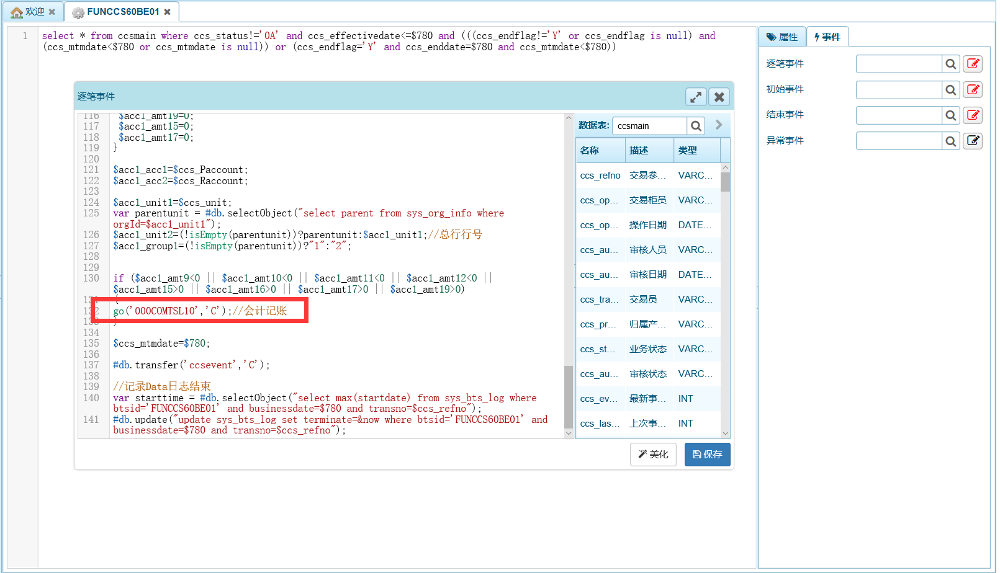 欢迎
FUNCCS60BE01
1 select * from ccsmain where ccs_status!='0A' and ccs_effectivedate<=$780 and (((ccs_endflag!='Y' or ccs_endflag is null) and
(ccs_mtmdate<$780 or ccs_mtmdate is null)) or (ccs_endflag='Y' and ccs_enddate=$780 and ccs_mtmdate<$780))
属性
事件
逐笔事件
初始事件
结束事件
异常事件
逐笔事件
116 $acc1_amt19=0;
117 $acc1_amt15=0;
118 $acc1_amt17=0;
119 }
120
121 $acc1_acc1=$ccs_Paccount;
122 $acc1_acc2=$ccs_Raccount;
123
124 $acc1_unit1=$ccs_unit;
125 var parentunit = #db.selectObject("select parent from sys_org_info where
orgId=$acc1_unit1");
126 $acc1_unit2=(!isEmpty(parentunit))?parentunit:$acc1_unit1;//总行行号
127 $acc1_group1=(!isEmpty(parentunit))?"1":"2";
128
129
130 if ($acc1_amt9<0 || $acc1_amt10<0 || $acc1_amt11<0 || $acc1_amt12<0 ||
$acc1_amt15>0 || $acc1_amt16>0 || $acc1_amt17>0 || $acc1_amt19>0)
131 {
132 go('000COMTSL10','C');//会计记账
133 }
134
135 $ccs_mtmdate=$780;
136
137 #db.transfer('ccsevent','C');
138
139 //记录Data日志结束
140 var starttime = #db.selectObject("select max(startdate) from sys_bts_log where
btsid='FUNCCS60BE01' and businessdate=$780 and transno=$ccs_refno");
141 #db.update("update sys_bts_log set terminate=&now where btsid='FUNCCS60BE01' and
businessdate=$780 and transno=$ccs_refno");
数据表: ccsmain
名称 描述 类型
ccs_refno 交易参... VARC...
ccs_op... 交易柜员 VARC...
ccs_op... 操作日期 DATE...
ccs_au... 审核人员 VARC...
ccs_au... 审核日期 DATE...
ccs_tra... 交易员 VARC...
ccs_pr... 归属产... VARC...
ccs_st... 业务状态 VARC...
ccs_au... 审核状态 VARC...
ccs_ev... 最新事... INT
ccs_las... 上次事... INT
美化
保存